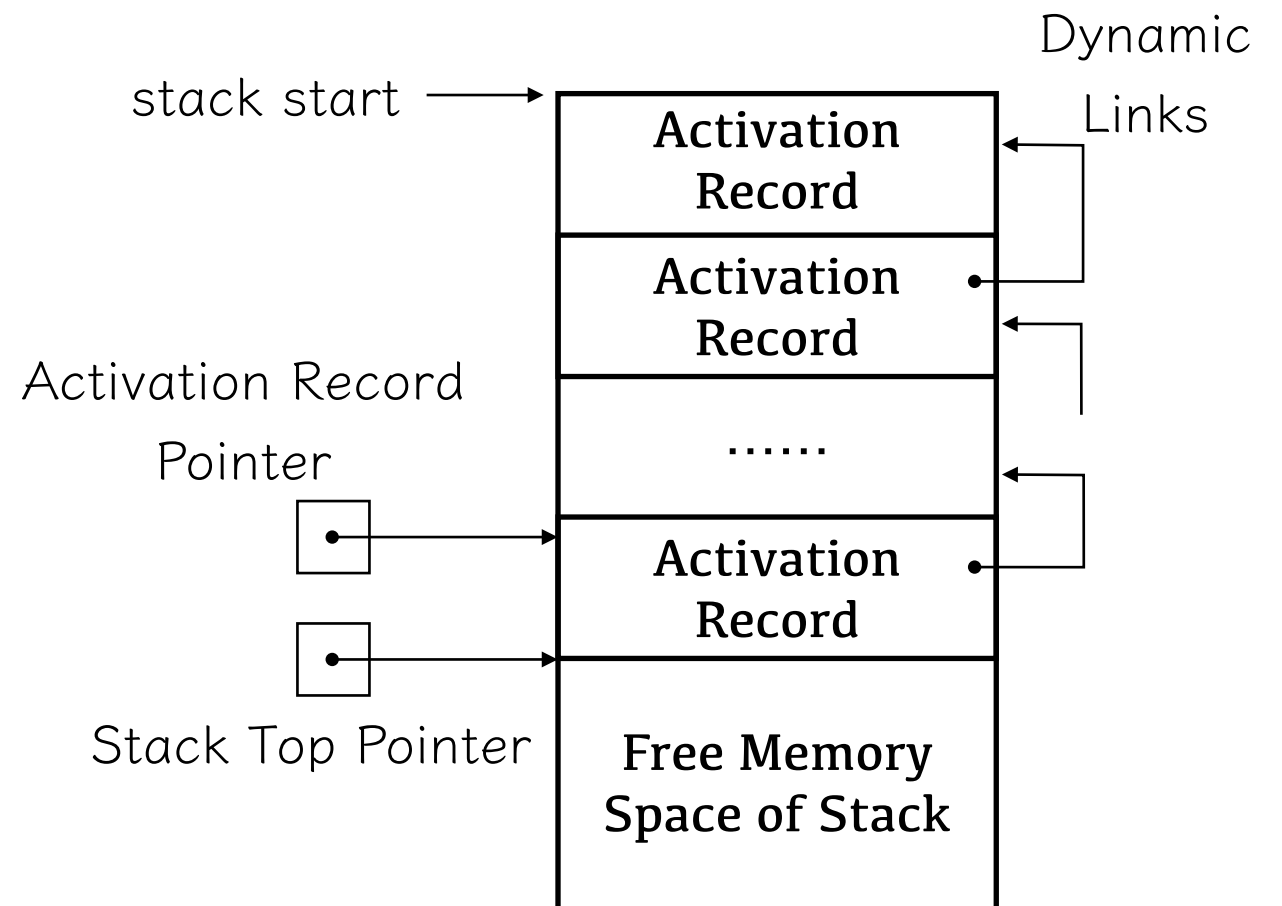 Dynamic
Links
stack start
Activation
Record
Activation
Record
Activation Record
Pointer
......
Activation
Record
Stack Top Pointer
Free Memory
Space of Stack